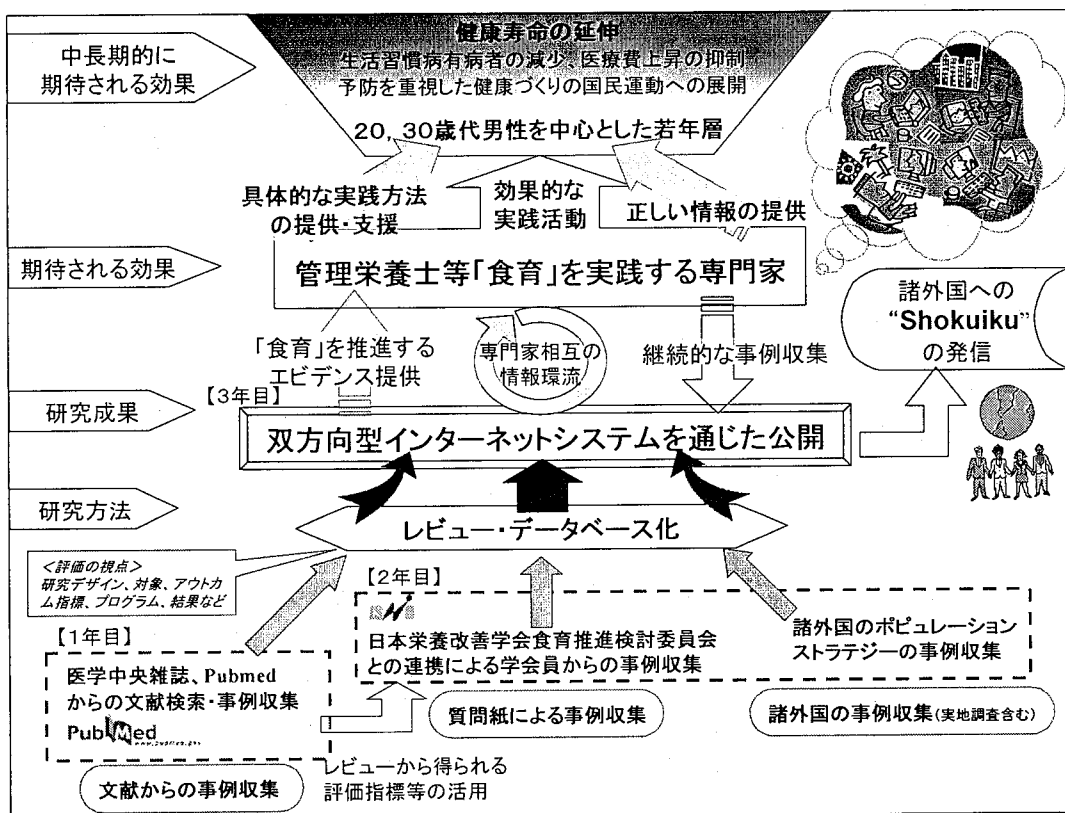 中長期的に
期待される効果
健康寿命の延伸
生活習慣病有病者の減少、医療費上昇の抑制
予防を重視した健康づくりの国民運動への展開
20, 30歳代男性を中心とした若年層
具体的な実践方法
の提供・支援
効果的な
実践活動
正しい情報の提供
期待される効果
管理栄養士等「食育」を実践する専門家
諸外国への
“Shokuiku”
の発信
「食育」を推進する
エビデンス提供
専門家相互の
情報環流
継続的な事例収集
【3年目】
研究成果
双方向型インターネットシステムを通じた公開
研究方法
レビュー・データベース化
<評価の視点>
研究デザイン、対象、アウトカ
ム指標、プログラム、結果など
【2年目】
日本栄養改善学会食育推進検討委員会
との連携による学会員からの事例収集
諸外国のポピュレーション
ストラテジーの事例収集
【1年目】
医学中央雑誌、Pubmed
からの文献検索・事例収集
PubMed
www.pubmed.gov
質問紙による事例収集
諸外国の事例収集(実地調査含む)
文献からの事例収集
レビューから得られる
評価指標等の活用